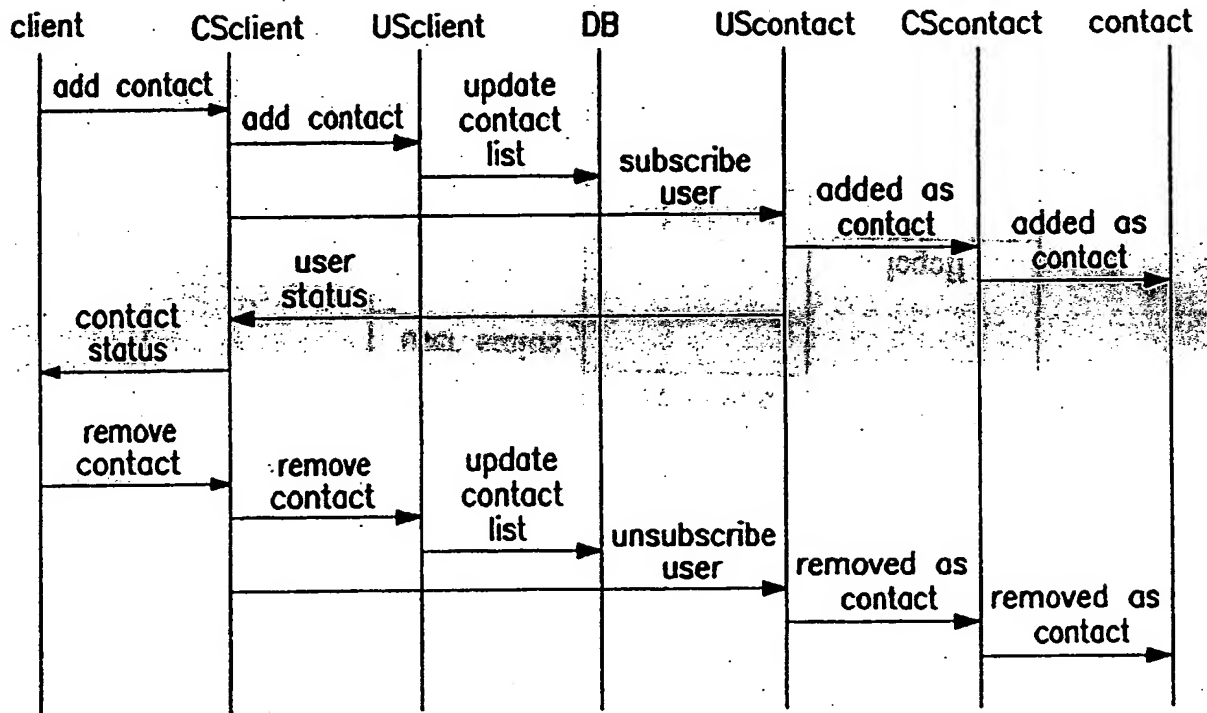 client CSclient USclient DB UScontact CScontact contact
add contact
add contact
update
contact
list
subscribe
user
added as
contact
added as
contact
user
status
contact
status
remove
contact
remove
contact
update
contact
list
unsubscribe
user
removed as
contact
removed as
contact